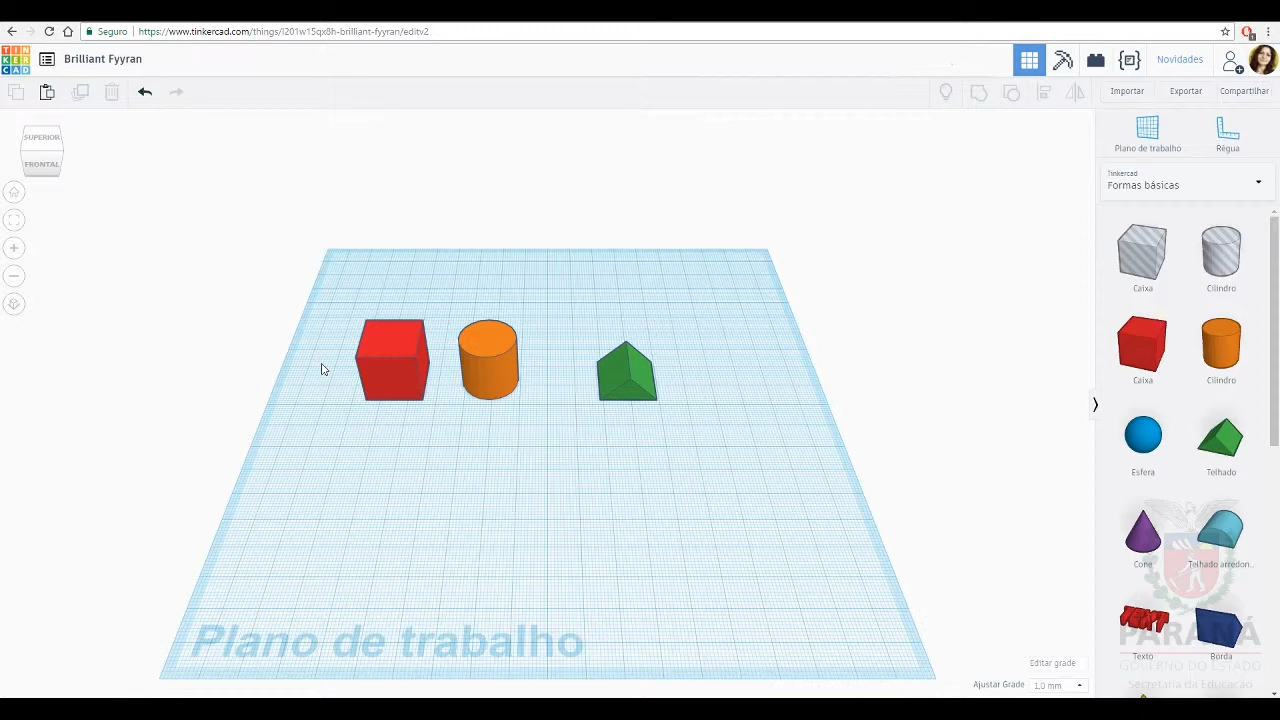 Seguro
https://www.tinkercad.com/things/l201w15qx8h-brilliant-fyyran/editv2
TIN
KER
CAD
Brilliant Fyyran
Novidades
Importar
Exportar
Compartilhar
SUPERIOR
FRONTAL
Plano de trabalho
Régua
Tinkercad
Formas básicas
Caixa
Cilindro
Caixa
Cilindro
Esfera
Telhado
Cone
Telhado arredon...
TEXT
Texto
Borda
PARANÁ
GOVERNO DO ESTADO
Secretaria da Educação
Plano de trabalho
Editar grade
Ajustar Grade
1,0 mm